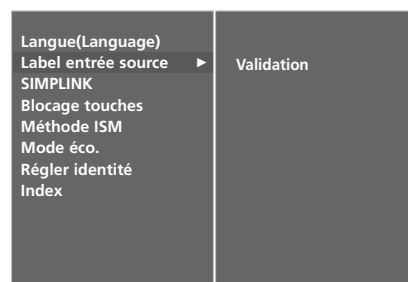 Langue(Language)
Label entrée source ►
SIMPLINK
Blocage touches
Méthode ISM
Mode éco.
Régler identité
Index
Validation